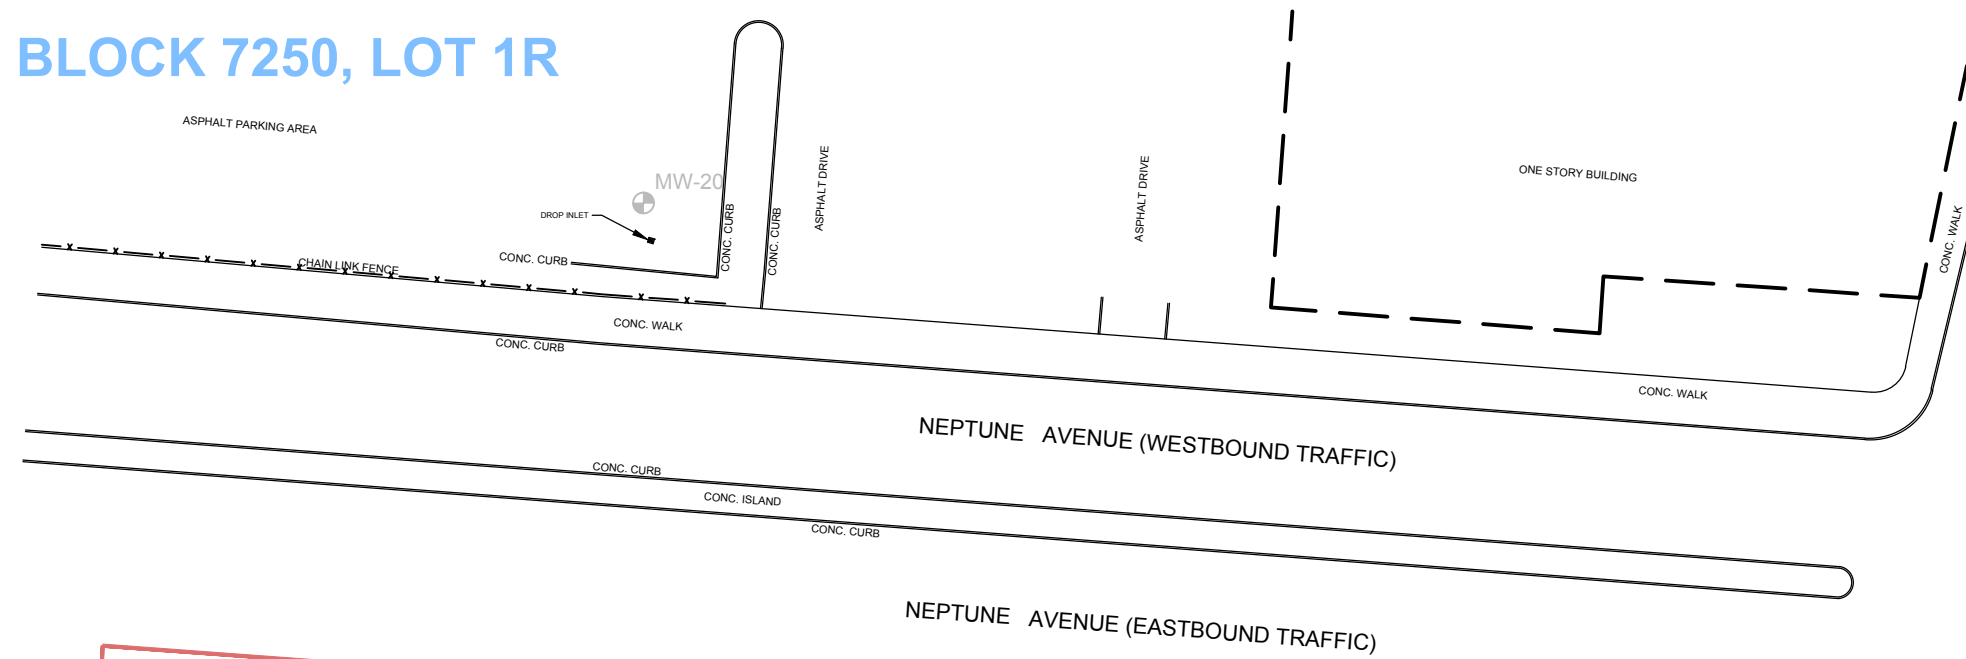 BLOCK 7250, LOT 1R
ASPHALT PARKING AREA
MW-20
DROP INLET
CONC. CURB
CONC. CURB
CONC. CURB
ASPHALT DRIVE
ASPHALT DRIVE
ONE STORY BUILDING
CONC. WALK
CHAIN LINK FENCE
CONC. WALK
CONC. CURB
CONC. WALK
NEPTUNE AVENUE (WESTBOUND TRAFFIC)
CONC. CURB
CONC. ISLAND
CONC. CURB
NEPTUNE AVENUE (EASTBOUND TRAFFIC)